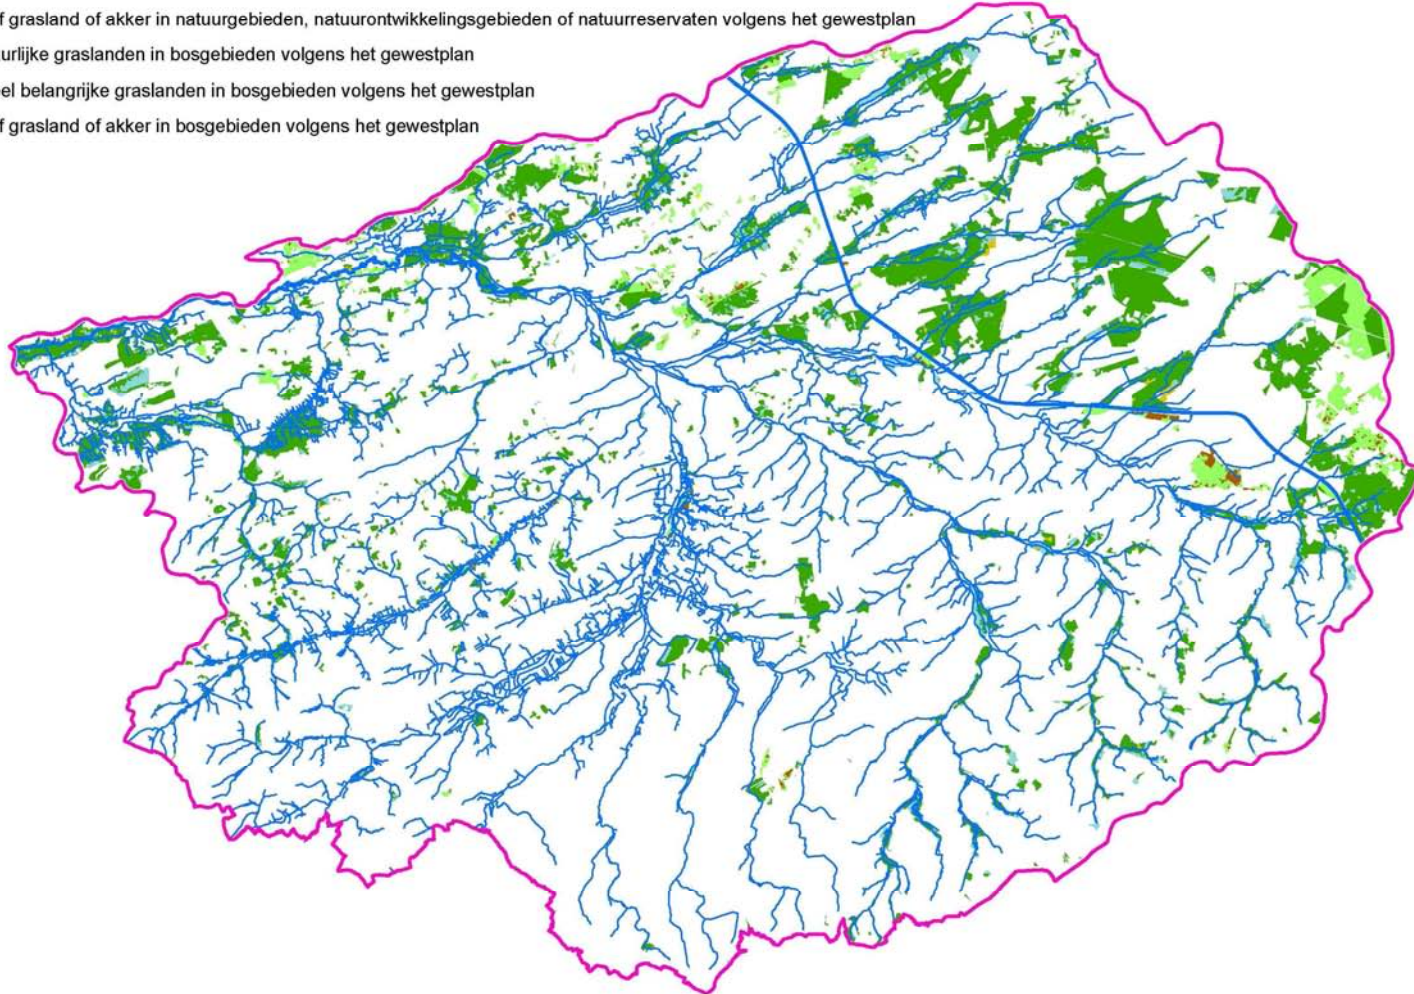 f grasland of akker in natuurgebieden, natuurontwikkelingsgebieden of natuurreservaten volgens het gewestplan
urlijke graslanden in bosgebieden volgens het gewestplan
el belangrijke graslanden in bosgebieden volgens het gewestplan
f grasland of akker in bosgebieden volgens het gewestplan